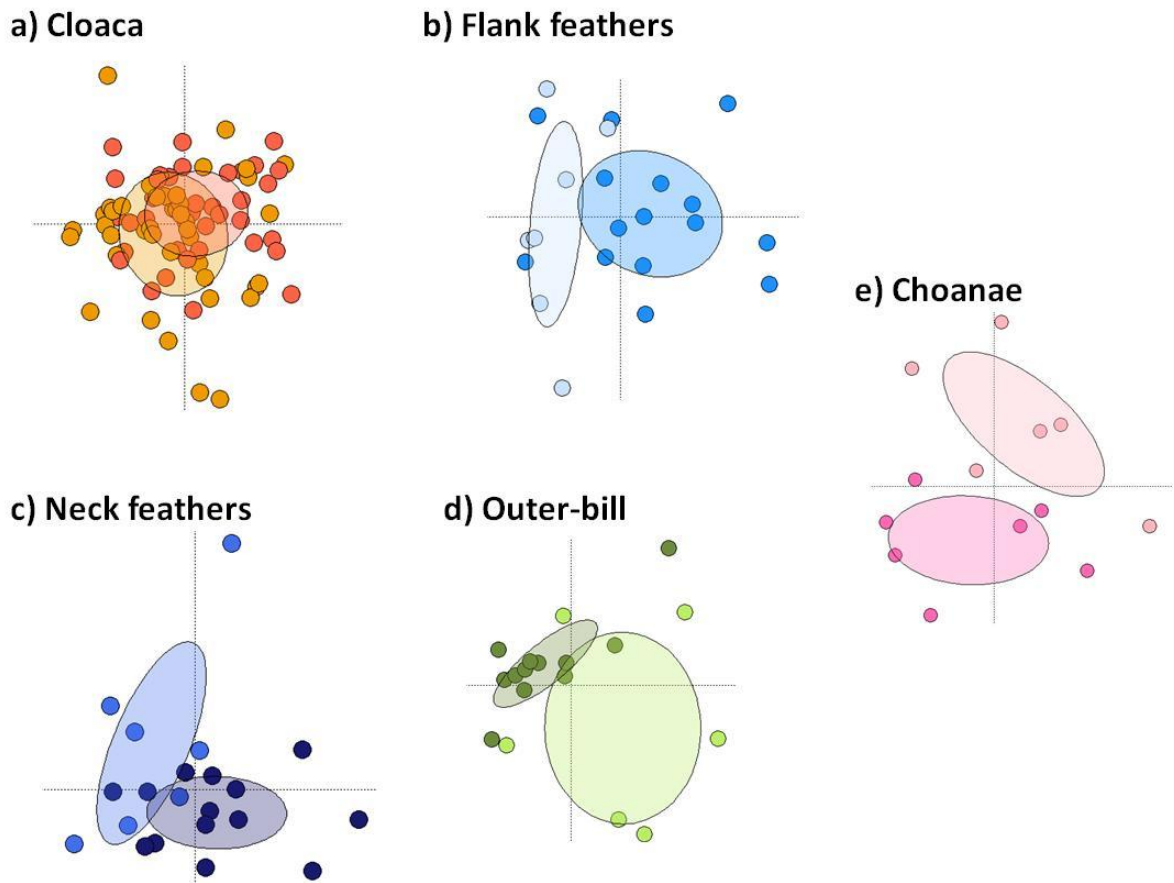 a) Cloaca
b) Flank feathers
e) Choanae
c) Neck feathers
d) Outer-bill